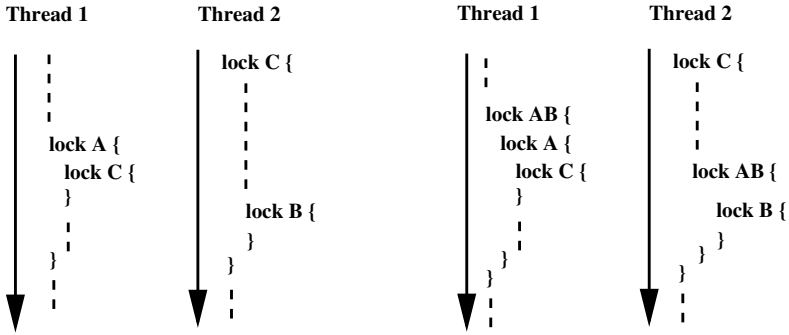 Thread 1
lock A {
lock C {
}
}
Thread 2
lock C {
lock B {
}
}
Thread 1
lock AB {
lock A {
lock C {
}
}
}
Thread 2
lock C {
lock AB {
lock B {
}
}
}